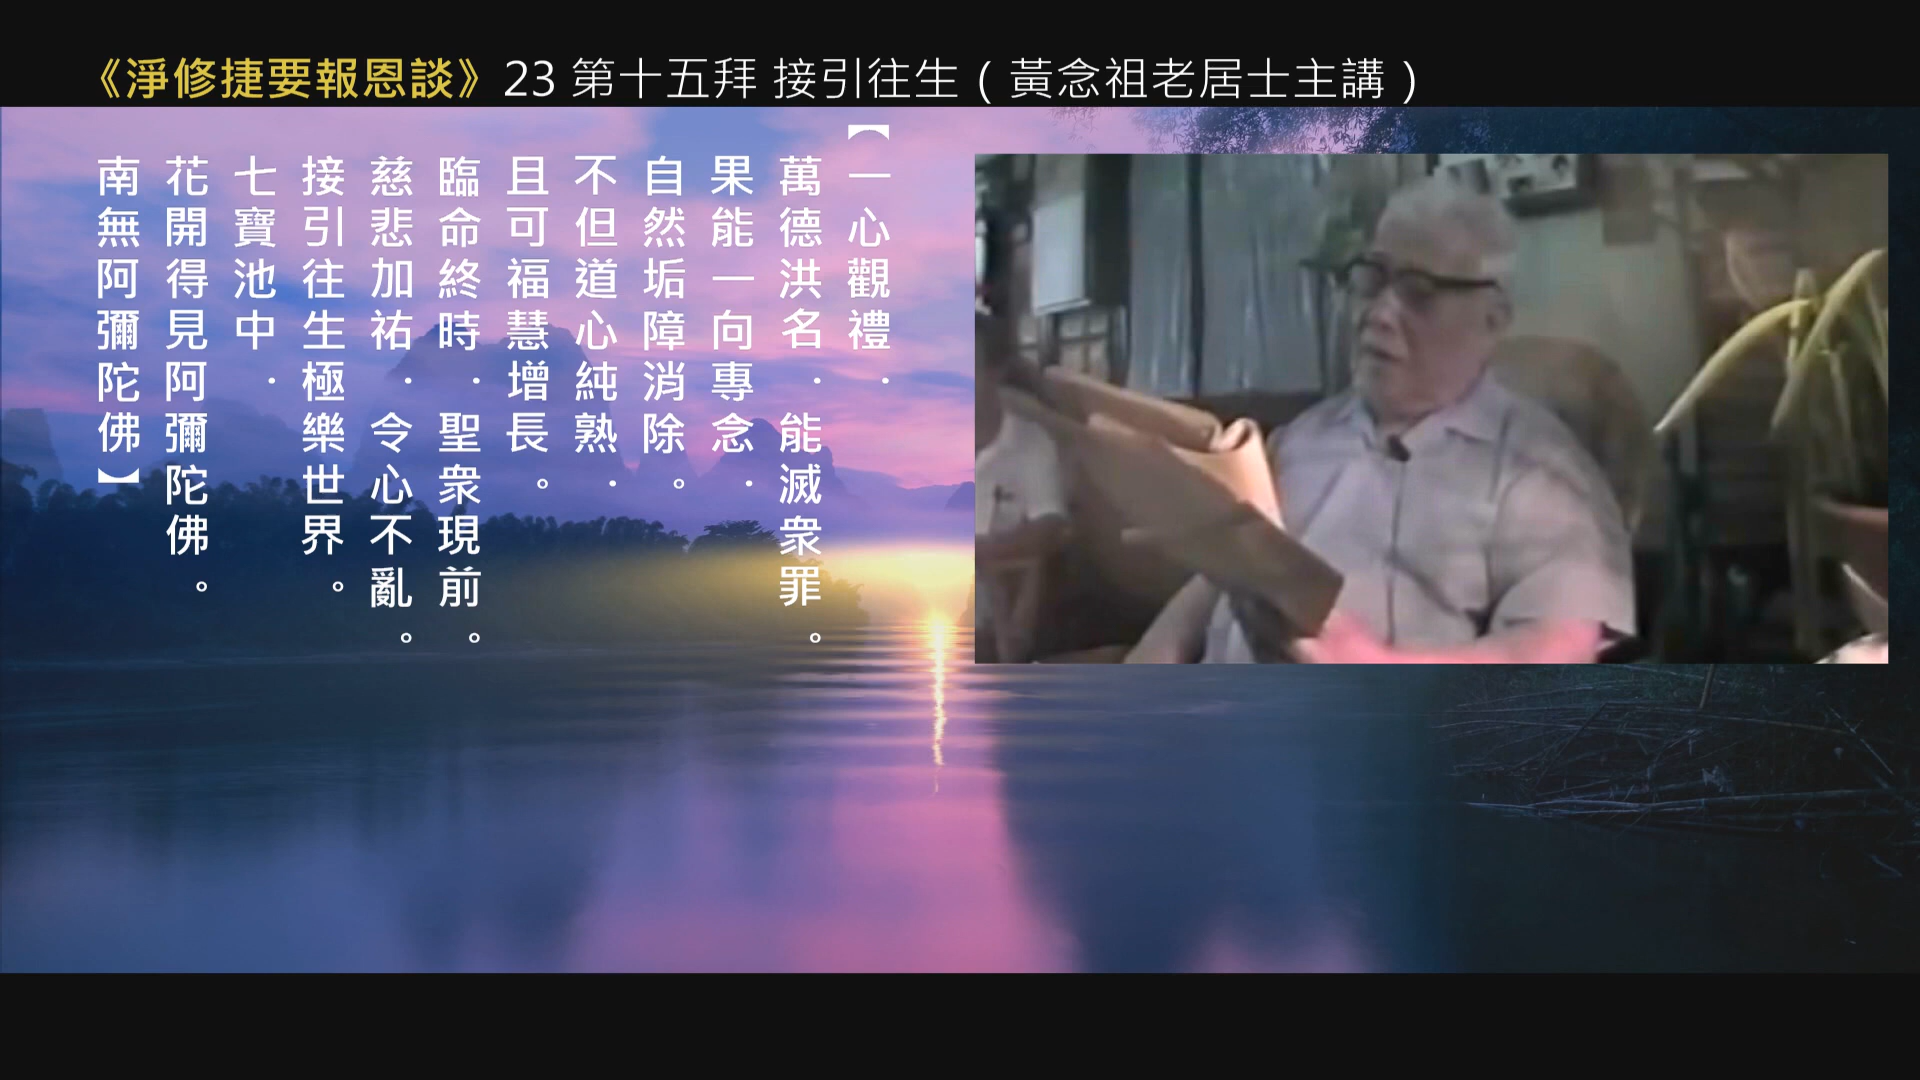 《淨修捷要報恩談》23 第十五拜 接引往生（黃念祖老居士主講）
【一心觀禮．
萬德洪名．能滅眾罪。
果能一向專念．
自然垢障消除。
不但道心純熟．
且可福慧增長。
臨命終時．聖眾現前。
慈悲加祐．令心不亂。
接引往生極樂世界。
七寶池中．
花開得見阿彌陀佛。
南無阿彌陀佛】